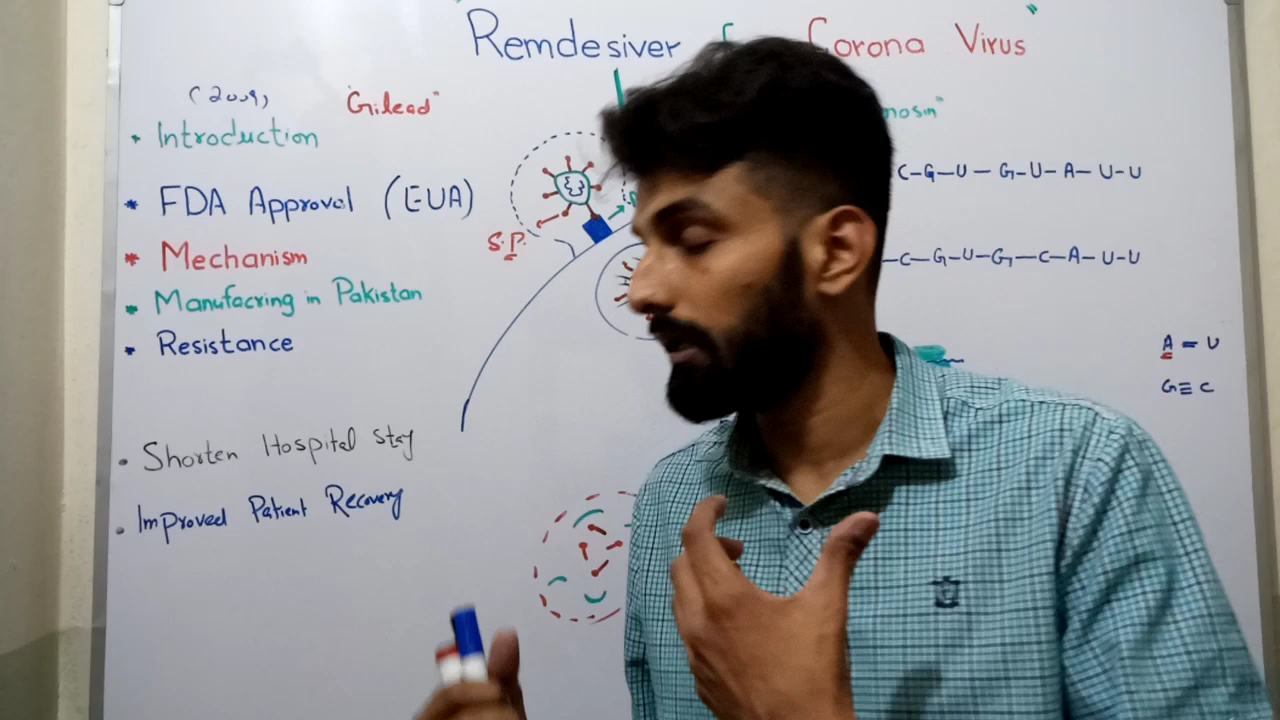 " Remdesiver Corona Virus "
(2009) "Gilead"
* Introduction
* FDA Approval (EUA)
* Mechanism
* Manufacring in Pakistan
* Resistance
• Shorten Hospital stay
• Improved Patient Recovery
S.P.
nosin"
C-G-U-G-U-A-U-U
-C-G-U-G-C-A-U-U
A = U
G≡C